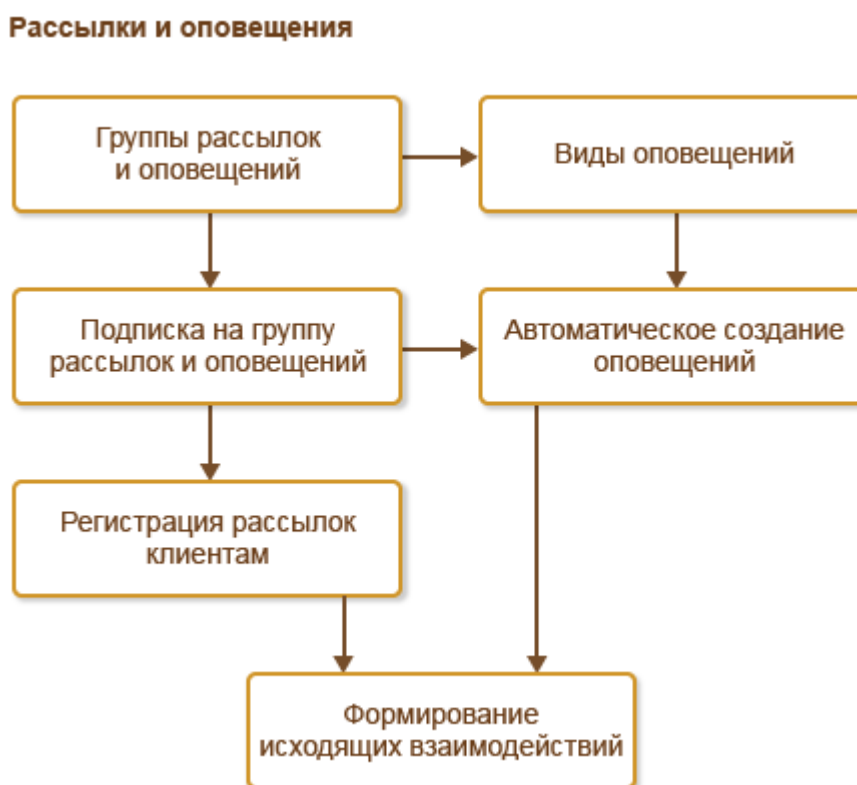 Рассылки и оповещения
Группы рассылок
и оповещений
Виды оповещений
Подписка на группу
рассылок и оповещений
Автоматическое создание
оповещений
Регистрация рассылок
клиентам
Формирование
исходящих взаимодействий